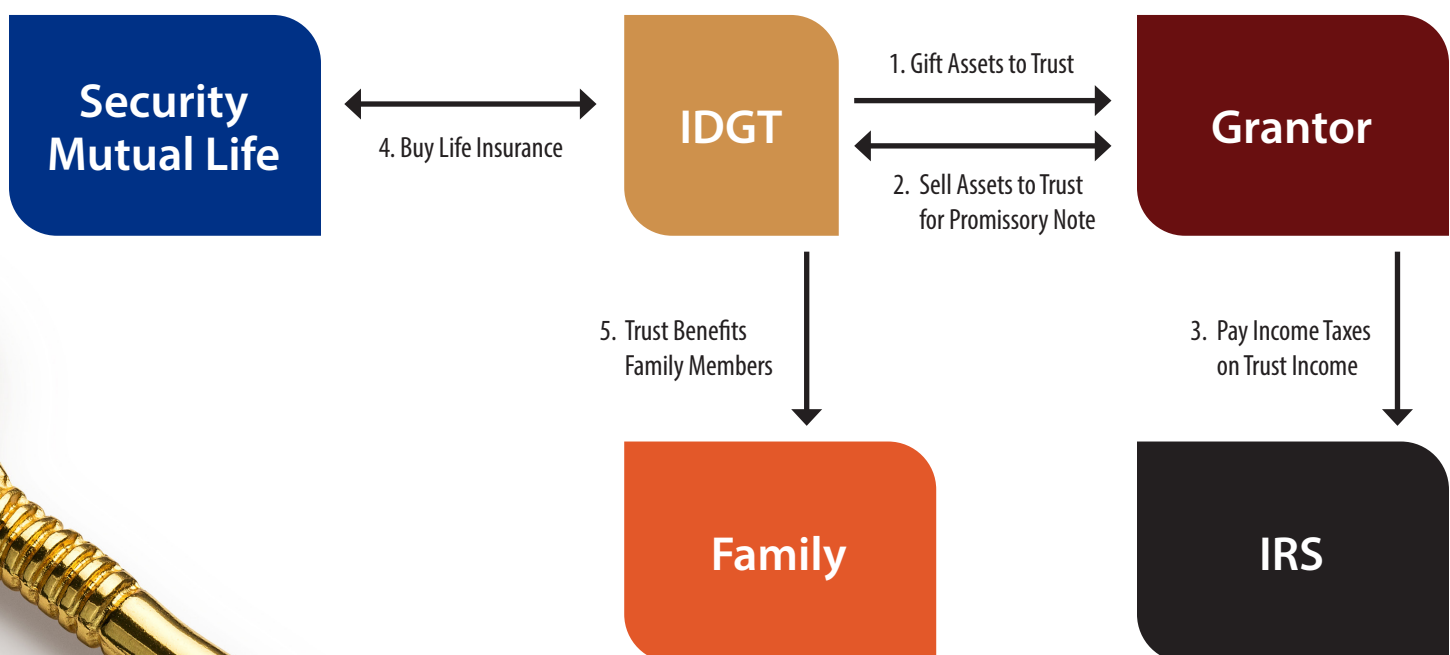 Security
Mutual Life
4. Buy Life Insurance
IDGT
1. Gift Assets to Trust
2. Sell Assets to Trust
for Promissory Note
Grantor
5. Trust Benefits
Family Members
3. Pay Income Taxes
on Trust Income
Family
IRS